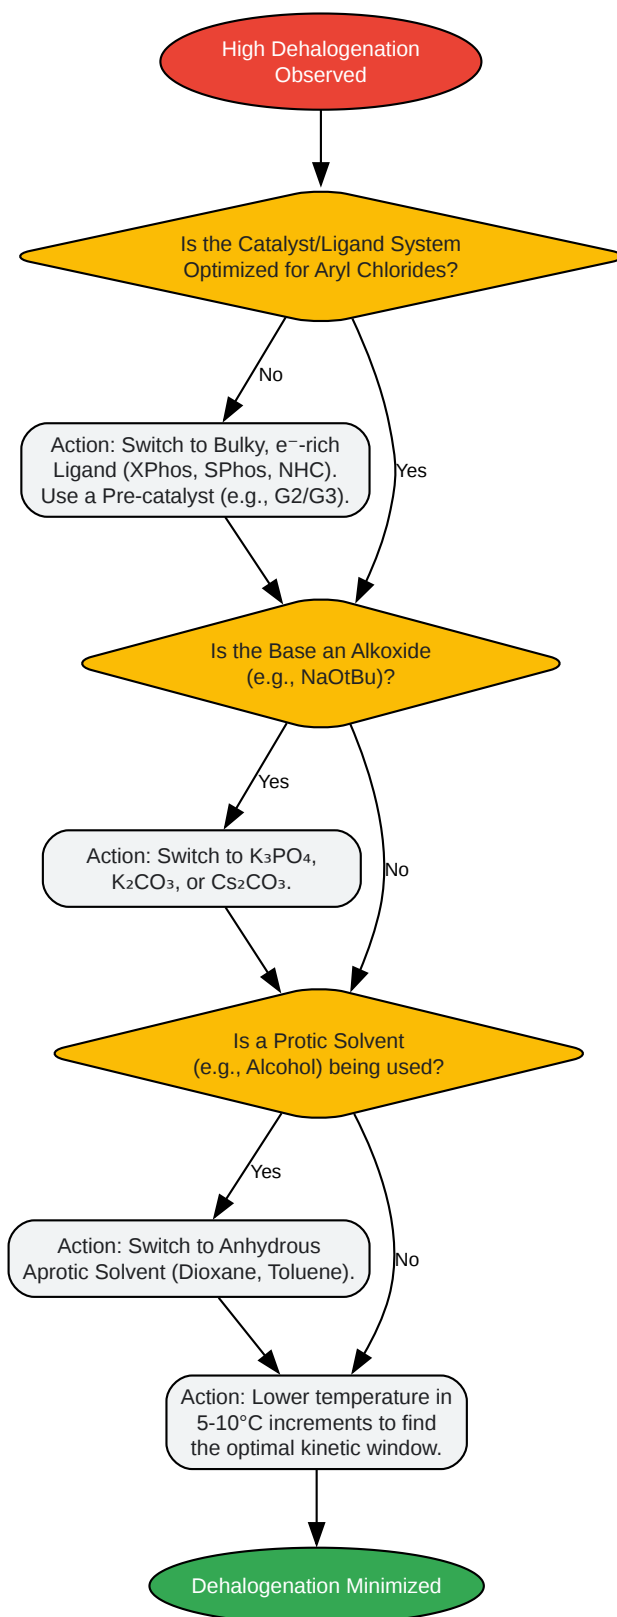 High Dehalogenation
Observed
Is the Catalyst/Ligand System
Optimized for Aryl Chlorides?
No
Yes
Action: Switch to Bulky, e⁻-rich
Ligand (XPhos, SPhos, NHC).
Use a Pre-catalyst (e.g., G2/G3).
Is the Base an Alkoxide
(e.g., NaOtBu)?
Yes
No
Action: Switch to K₃PO₄,
K₂CO₃, or Cs₂CO₃.
Is a Protic Solvent
(e.g., Alcohol) being used?
Yes
No
Action: Switch to Anhydrous
Aprotic Solvent (Dioxane, Toluene).
Action: Lower temperature in
5-10°C increments to find
the optimal kinetic window.
Dehalogenation Minimized